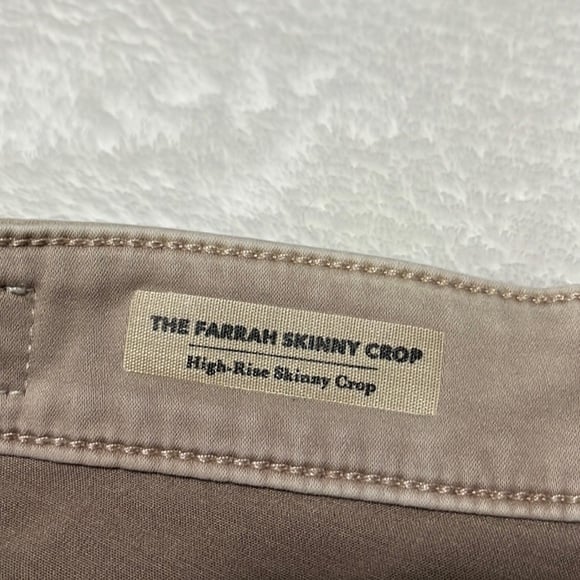 THE FARRAH SKINNY CROP
High-Rise Skinny Crop